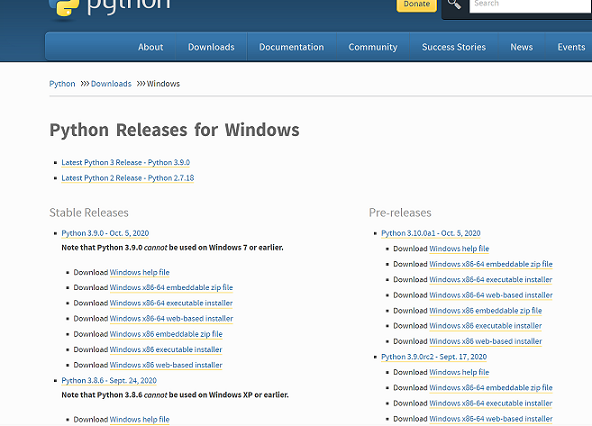 python
Donate
Search
About Downloads Documentation Community Success Stories News Events
Python >>> Downloads >>> Windows
Python Releases for Windows
Latest Python 3 Release - Python 3.9.0
Latest Python 2 Release - Python 2.7.18
Stable Releases
Python 3.9.0 - Oct. 5, 2020
Note that Python 3.9.0 cannot be used on Windows 7 or earlier.
Download Windows help file
Download Windows x86-64 embeddable zip file
Download Windows x86-64 executable installer
Download Windows x86-64 web-based installer
Download Windows x86 embeddable zip file
Download Windows x86 executable installer
Download Windows x86 web-based installer
Python 3.8.6 - Sept. 24, 2020
Note that Python 3.8.6 cannot be used on Windows XP or earlier.
Download Windows help file
Pre-releases
Python 3.10.0a1 - Oct. 5, 2020
Download Windows help file
Download Windows x86-64 embeddable zip file
Download Windows x86-64 executable installer
Download Windows x86-64 web-based installer
Download Windows x86 embeddable zip file
Download Windows x86 executable installer
Download Windows x86 web-based installer
Python 3.9.0rc2 - Sept. 17, 2020
Download Windows help file
Download Windows x86-64 embeddable zip file
Download Windows x86-64 executable installer
Download Windows x86-64 web-based installer